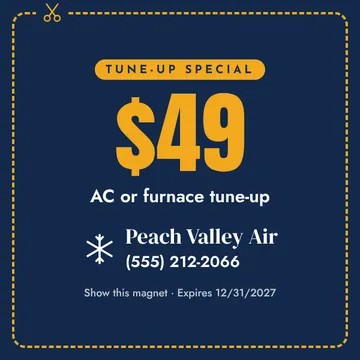 TUNE-UP SPECIAL
$49
AC or furnace tune-up
Peach Valley Air
(555) 212-2066
Show this magnet · Expires 12/31/2027